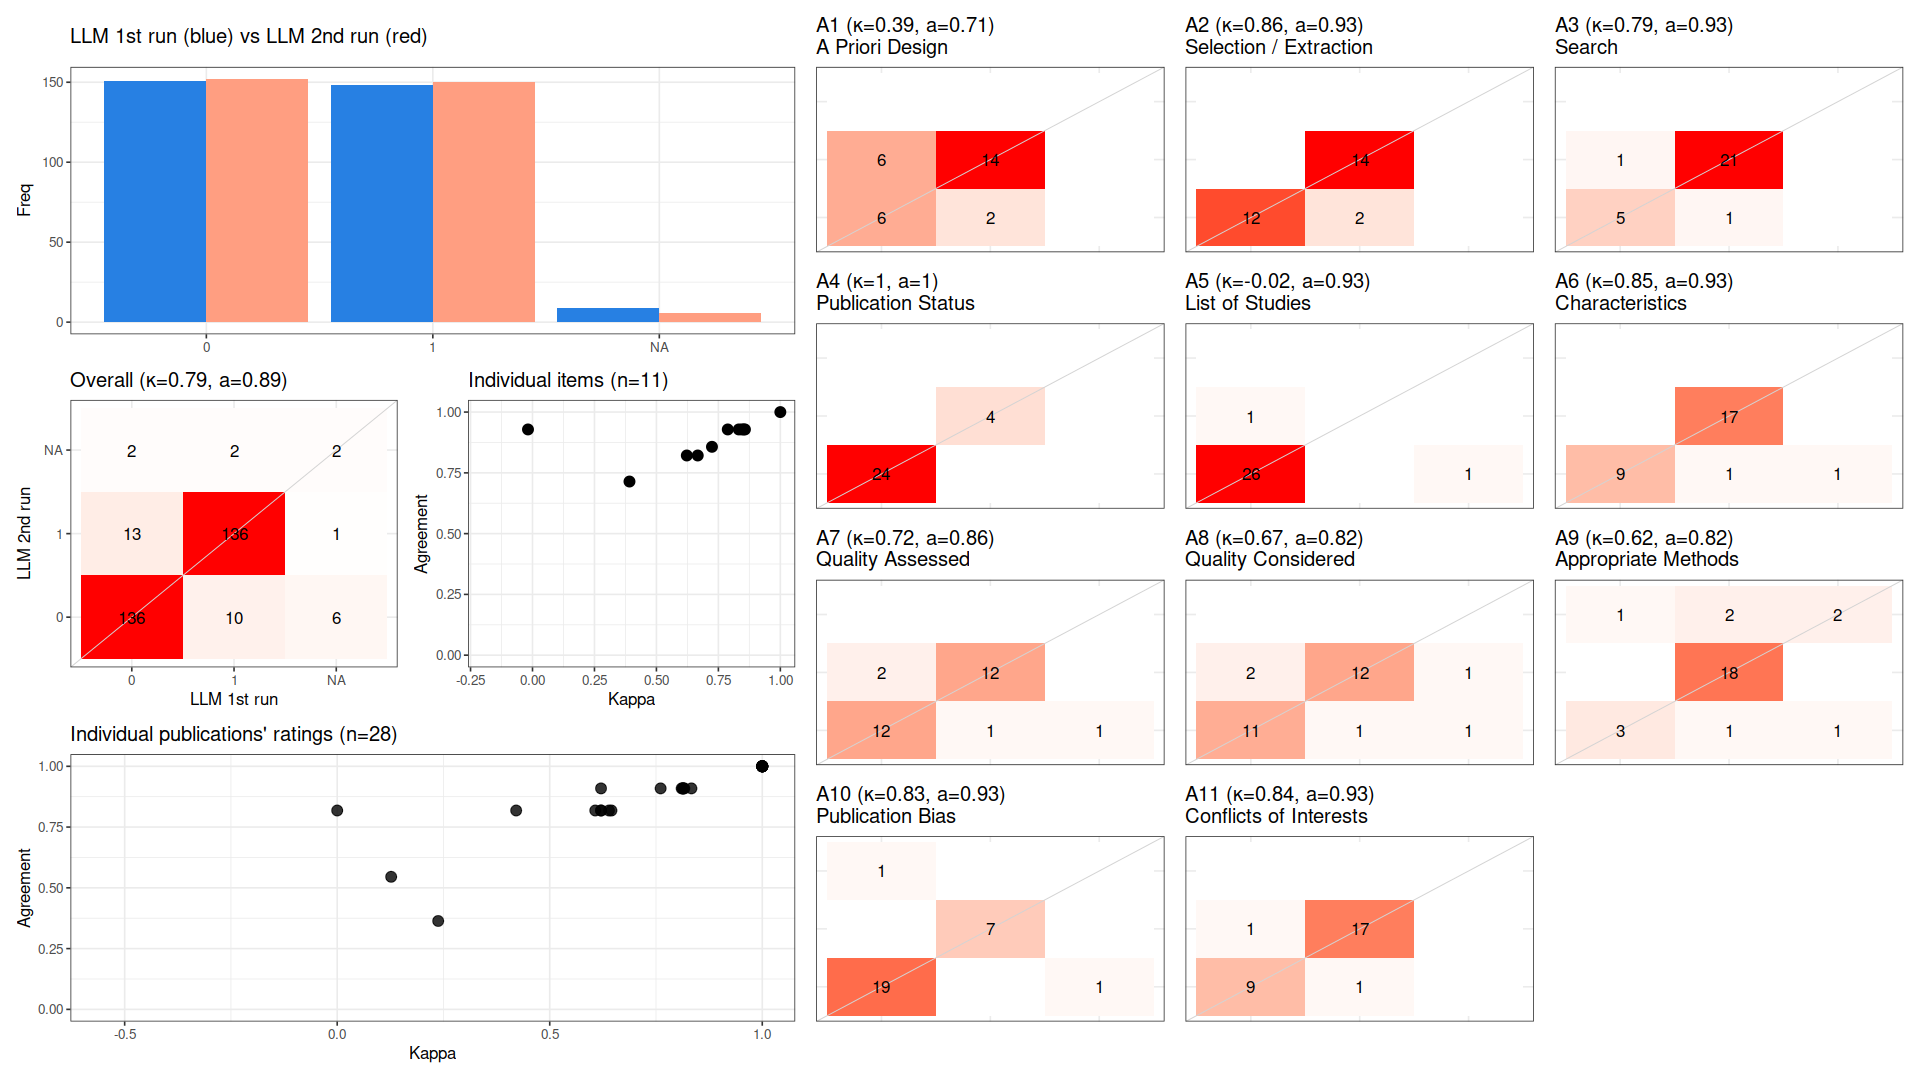 LLM 1st run (blue) vs LLM 2nd run (red)
Freq
150
100
50
0
0 1 NA
Overall (κ=0.79, a=0.89)
LLM 2nd run
NA 2 2 2
1 13 136 1
0 136 10 6
0 1 NA
LLM 1st run
Individual items (n=11)
Agreement
1.00
0.75
0.50
0.25
0.00
-0.25 0.00 0.25 0.50 0.75 1.00
Kappa
Individual publications' ratings (n=28)
Agreement
1.00
0.75
0.50
0.25
0.00
-0.5 0.0 0.5 1.0
Kappa
A1 (κ=0.39, a=0.71)
A Priori Design
6 14
6 2
A2 (κ=0.86, a=0.93)
Selection / Extraction
14
12 2
A3 (κ=0.79, a=0.93)
Search
1 21
5 1
A4 (κ=1, a=1)
Publication Status
4
24
A5 (κ=-0.02, a=0.93)
List of Studies
1
26 1
A6 (κ=0.85, a=0.93)
Characteristics
17
9 1 1
A7 (κ=0.72, a=0.86)
Quality Assessed
2 12
12 1 1
A8 (κ=0.67, a=0.82)
Quality Considered
2 12 1
11 1 1
A9 (κ=0.62, a=0.82)
Appropriate Methods
1 2 2
18
3 1 1
A10 (κ=0.83, a=0.93)
Publication Bias
1
7
19 1
A11 (κ=0.84, a=0.93)
Conflicts of Interests
1 17
9 1